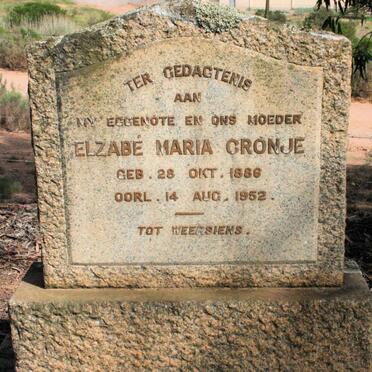 TER GEDAGTENIS
AAN
MY EGGENOTE EN ONS MOEDER
ELZABÉ MARIA CRONJE
GEB. 28 OKT. 1886
OORL. 14 AUG. 1952.
TOT WEERSIENS.